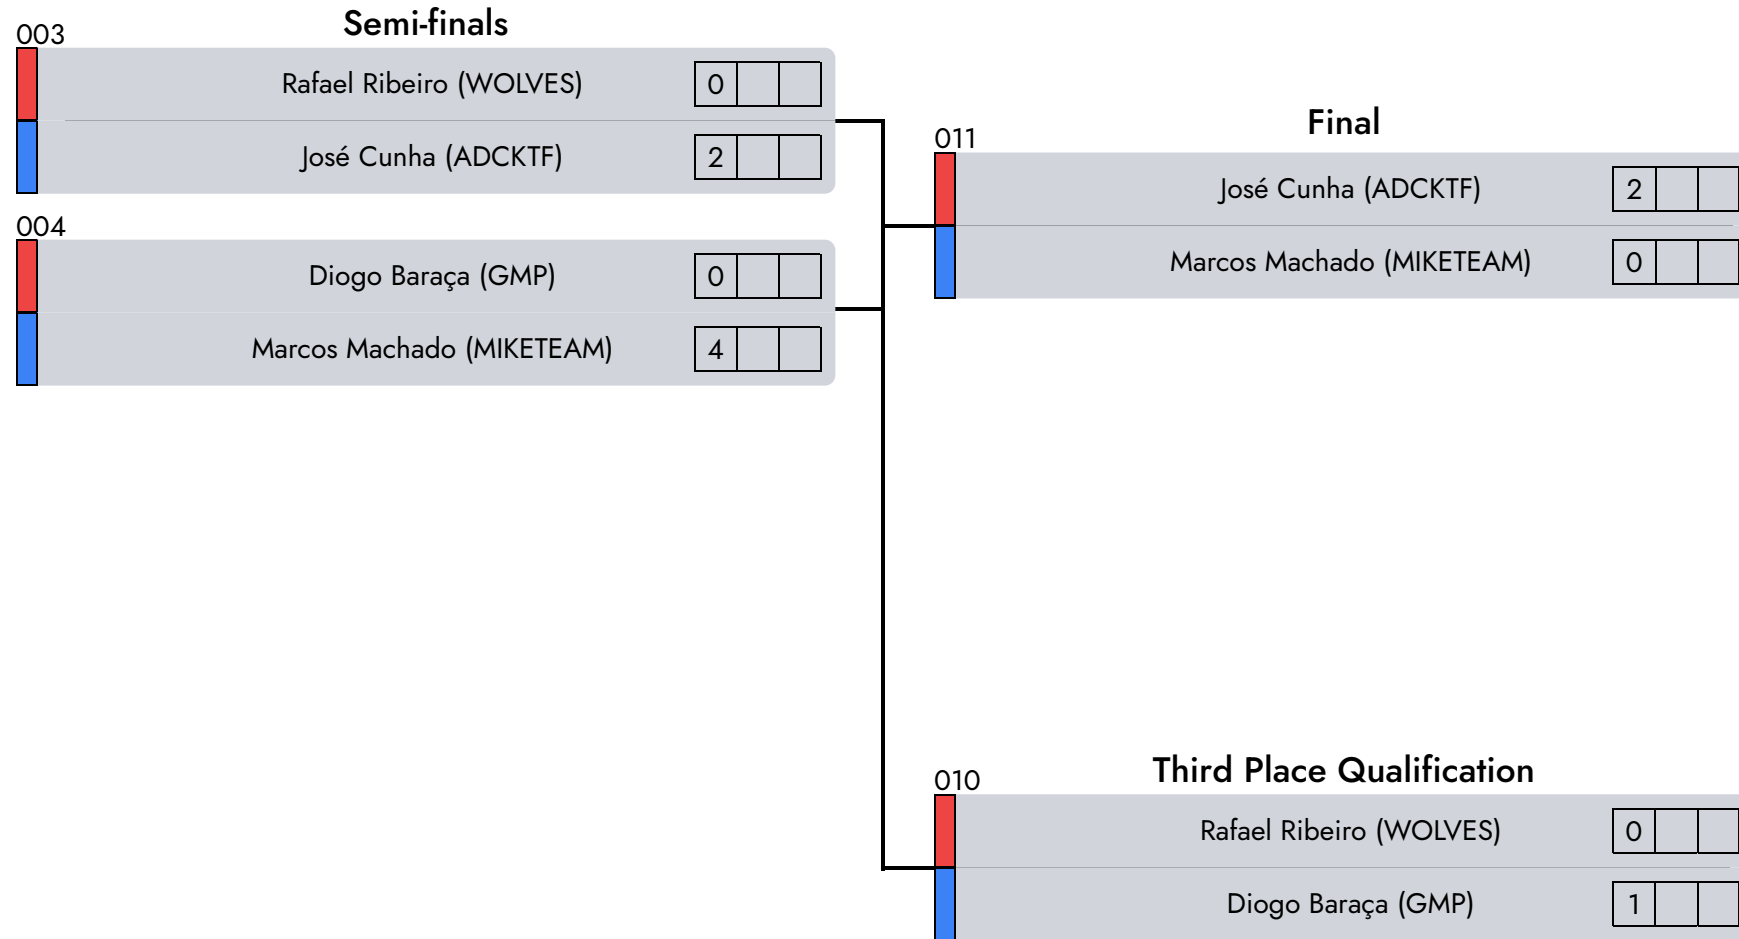 Semi-finals
003
Rafael Ribeiro (WOLVES) 0
José Cunha (ADCKTF) 2
004
Diogo Baraça (GMP) 0
Marcos Machado (MIKETEAM) 4
Final
011
José Cunha (ADCKTF) 2
Marcos Machado (MIKETEAM) 0
Third Place Qualification
010
Rafael Ribeiro (WOLVES) 0
Diogo Baraça (GMP) 1